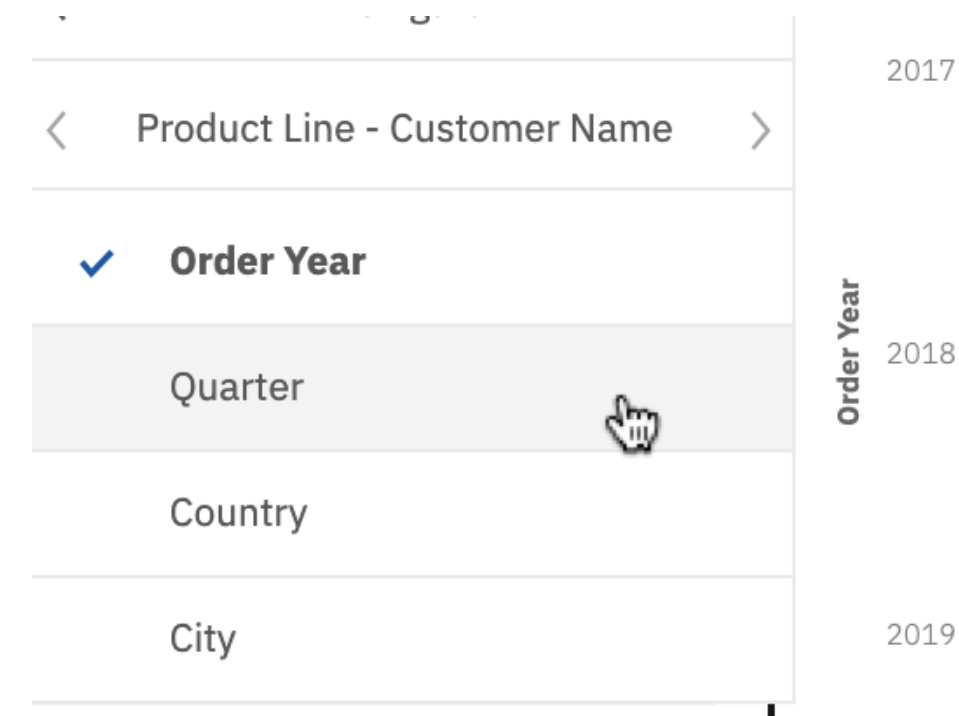 Product Line - Customer Name
Order Year
Quarter
Country
City
Order Year
2017
2018
2019